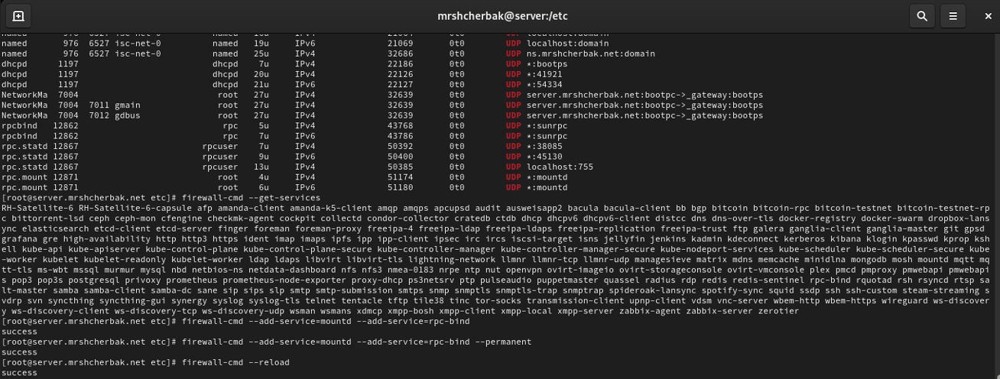 mrshcherbak@server:/etc
named 976 6527 isc-net-0 named 19u IPv6 21069 0t0 UDP localhost:domain
named 976 6527 isc-net-0 named 25u IPv4 32686 0t0 UDP ns.mrshcherbak.net:domain
dhcpd 1197 dhcpd 7u IPv4 22186 0t0 UDP *:bootps
dhcpd 1197 dhcpd 20u IPv4 22126 0t0 UDP *:41921
dhcpd 1197 dhcpd 21u IPv6 22127 0t0 UDP *:54334
NetworkMa 7004 root 27u IPv4 32639 0t0 UDP server.mrshcherbak.net:bootpc->_gateway:bootps
NetworkMa 7004 7011 gmain root 27u IPv4 32639 0t0 UDP server.mrshcherbak.net:bootpc->_gateway:bootps
NetworkMa 7004 7012 gdbus root 27u IPv4 32639 0t0 UDP server.mrshcherbak.net:bootpc->_gateway:bootps
rpcbind 12862 rpc 5u IPv4 43768 0t0 UDP *:sunrpc
rpcbind 12862 rpc 7u IPv6 43786 0t0 UDP *:sunrpc
rpc.statd 12867 rpcuser 7u IPv4 50392 0t0 UDP *:38085
rpc.statd 12867 rpcuser 9u IPv6 50400 0t0 UDP *:45130
rpc.statd 12867 rpcuser 13u IPv4 50385 0t0 UDP localhost:755
rpc.mount 12871 root 4u IPv4 51174 0t0 UDP *:mountd
rpc.mount 12871 root 6u IPv6 51180 0t0 UDP *:mountd
[root@server.mrshcherbak.net etc]# firewall-cmd --get-services
RH-Satellite-6 RH-Satellite-6-capsule afp amanda-client amanda-k5-client amqp amqps apcupsd audit ausweisapp2 bacula bacula-client bb bgp bitcoin bitcoin-rpc bitcoin-testnet bitcoin-testnet-rp
c bittorrent-lsd ceph ceph-mon cfengine checkmk-agent cockpit collectd condor-collector cratedb ctdb dhcp dhcpv6 dhcpv6-client distcc dns dns-over-tls docker-registry docker-swarm dropbox-lans
ync elasticsearch etcd-client etcd-server finger foreman foreman-proxy freeipa-4 freeipa-ldap freeipa-ldaps freeipa-replication freeipa-trust ftp galera ganglia-client ganglia-master git gpsd
grafana gre high-availability http http3 https ident imap imaps ipfs ipp ipp-client ipsec irc ircs iscsi-target isns jellyfin jenkins kadmin kdeconnect kerberos kibana klogin kpasswd kprop ksh
ell kube-api kube-apiserver kube-control-plane kube-control-plane-secure kube-controller-manager kube-controller-manager-secure kube-nodeport-services kube-scheduler kube-scheduler-secure kube
-worker kubelet kubelet-readonly kubelet-worker ldap ldaps libvirt libvirt-tls lightning-network llmnr llmnr-tcp llmnr-udp managesieve matrix mdns memcache minidlna mongodb mosh mountd mqtt mq
tt-tls ms-wbt mssql murmur mysql nbd netbios-ns netdata-dashboard nfs nfs3 nmea-0183 nrpe ntp nut openvpn ovirt-imageio ovirt-storageconsole ovirt-vmconsole plex pmcd pmproxy pmwebapi pmwebapi
s pop3 pop3s postgresql privoxy prometheus prometheus-node-exporter proxy-dhcp ps3netsrv ptp pulseaudio puppetmaster quassel radius rdp redis redis-sentinel rpc-bind rquotad rsh rsyncd rtsp sa
lt-master samba samba-client samba-dc sane sip sips slp smtp smtp-submission smtps snmp snmptls snmptls-trap snmptrap spideroak-lansync spotify-sync squid ssdp ssh ssh-custom steam-streaming s
vdrp svn syncthing syncthing-gui synergy syslog syslog-tls telnet tentacle tftp tile38 tinc tor-socks transmission-client upnp-client vdsm vnc-server wbem-http wbem-https wireguard ws-discover
y ws-discovery-client ws-discovery-tcp ws-discovery-udp wsman wsmans xdmcp xmpp-bosh xmpp-client xmpp-local xmpp-server zabbix-agent zabbix-server zerotier
[root@server.mrshcherbak.net etc]# firewall-cmd --add-service=mountd --add-service=rpc-bind
success
[root@server.mrshcherbak.net etc]# firewall-cmd --add-service=mountd --add-service=rpc-bind --permanent
success
[root@server.mrshcherbak.net etc]# firewall-cmd --reload
success